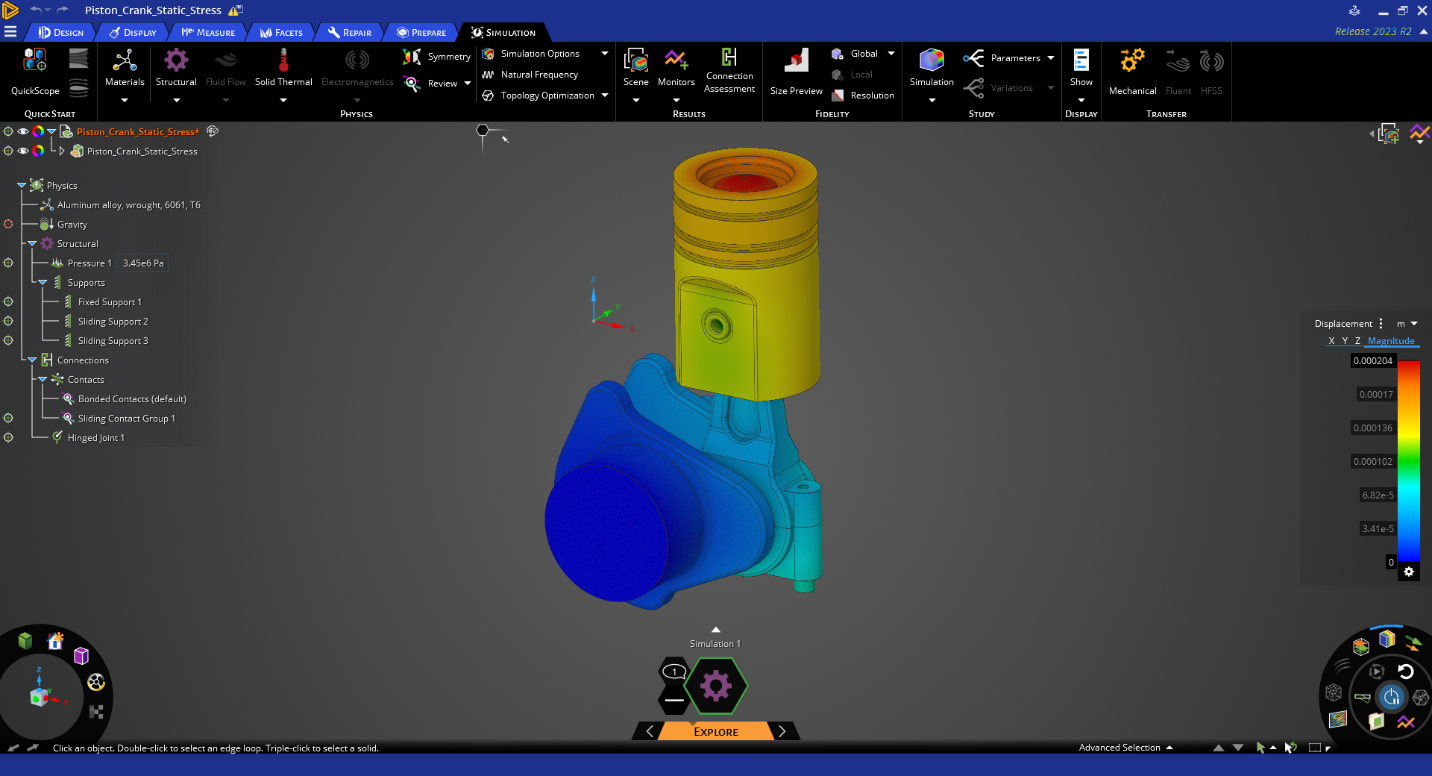 Piston_Crank_Static_Stress
DESIGN DISPLAY MEASURE FACETS REPAIR PREPARE SIMULATION
Release 2023 R2
QuickScope
Materials
Structural
Fluid Flow
Solid Thermal
Electromagnetics
Symmetry
Review
Simulation Options
Natural Frequency
Topology Optimization
Scene
Monitors
Connection
Assessment
Size Preview
Global
Local
Resolution
Simulation
Parameters
Variations
Show
Mechanical
Fluent
HFSS
QUICK START PHYSICS RESULTS FIDELITY STUDY DISPLAY TRANSFER
Piston_Crank_Static_Stress*
Piston_Crank_Static_Stress
Physics
Aluminum alloy, wrought, 6061, T6
Gravity
Structural
Pressure 1 3.45e6 Pa
Supports
Fixed Support 1
Sliding Support 2
Sliding Support 3
Connections
Contacts
Bonded Contacts (default)
Sliding Contact Group 1
Hinged Joint 1
Z
Y
X
Displacement m
X Y Z Magnitude
0.000204
0.00017
0.000136
0.000102
6.82e-5
3.41e-5
0
Simulation 1
1
EXPLORE
Z
Y
X
Click an object. Double-click to select an edge loop. Triple-click to select a solid.
Advanced Selection